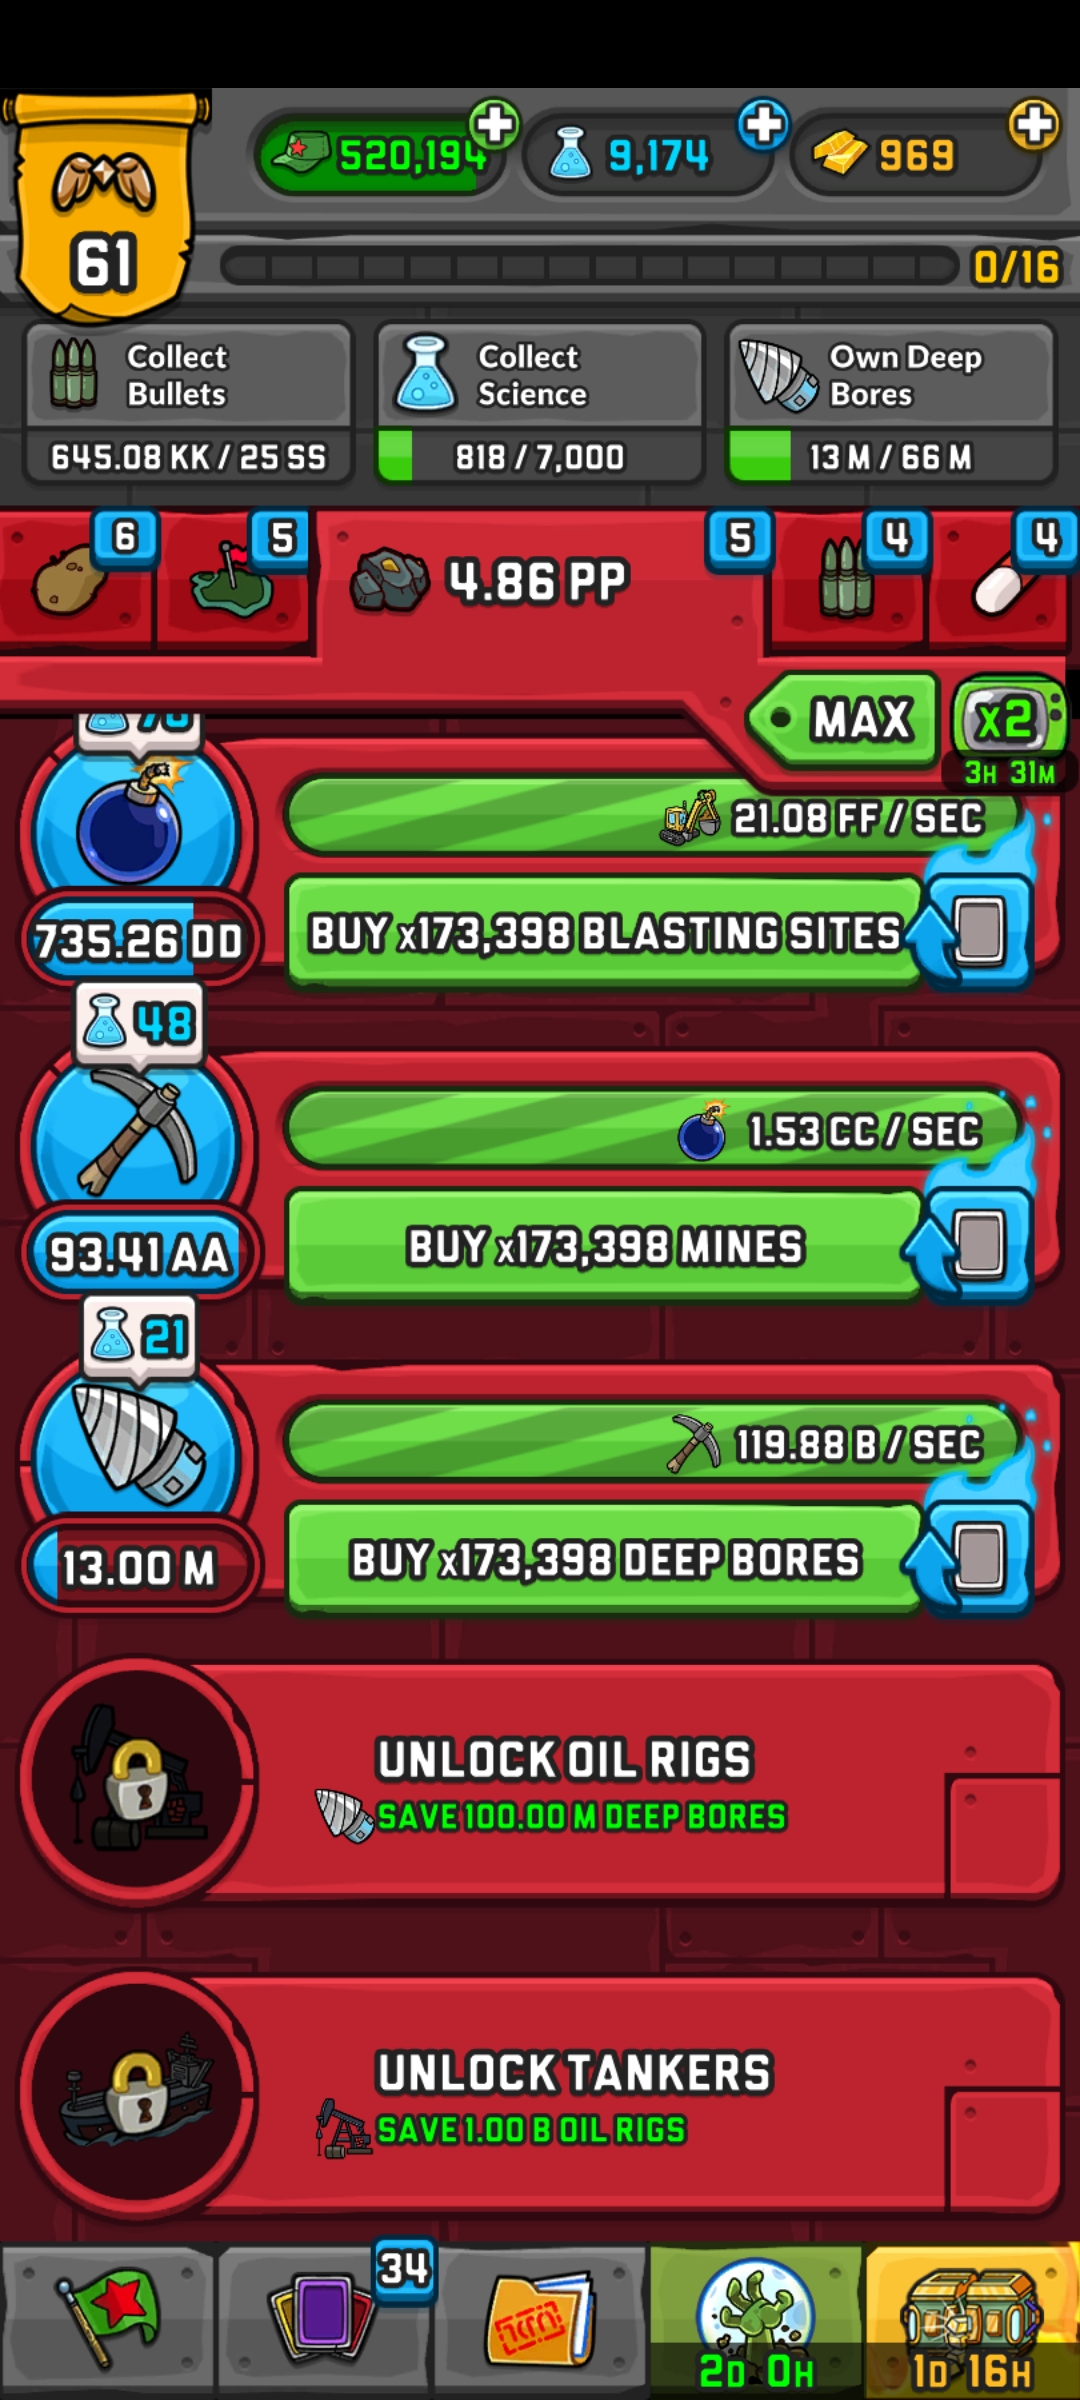 520,194
9,174
969
61
0/16
Collect
Bullets
Collect
Science
Own Deep
Bores
645.08 KK / 25 SS
818 / 7,000
13 M / 66 M
6
5
4.86 PP
5
4
4
MAX
x2
3H 31M
21.08 FF / SEC
735.26 DD
BUY x173,398 BLASTING SITES
48
1.53 CC / SEC
93.41 AA
BUY x173,398 MINES
21
119.88 B / SEC
13.00 M
BUY x173,398 DEEP BORES
UNLOCK OIL RIGS
SAVE 100.00 M DEEP BORES
UNLOCK TANKERS
SAVE 1.00 B OIL RIGS
34
2D 0H
1D 16H